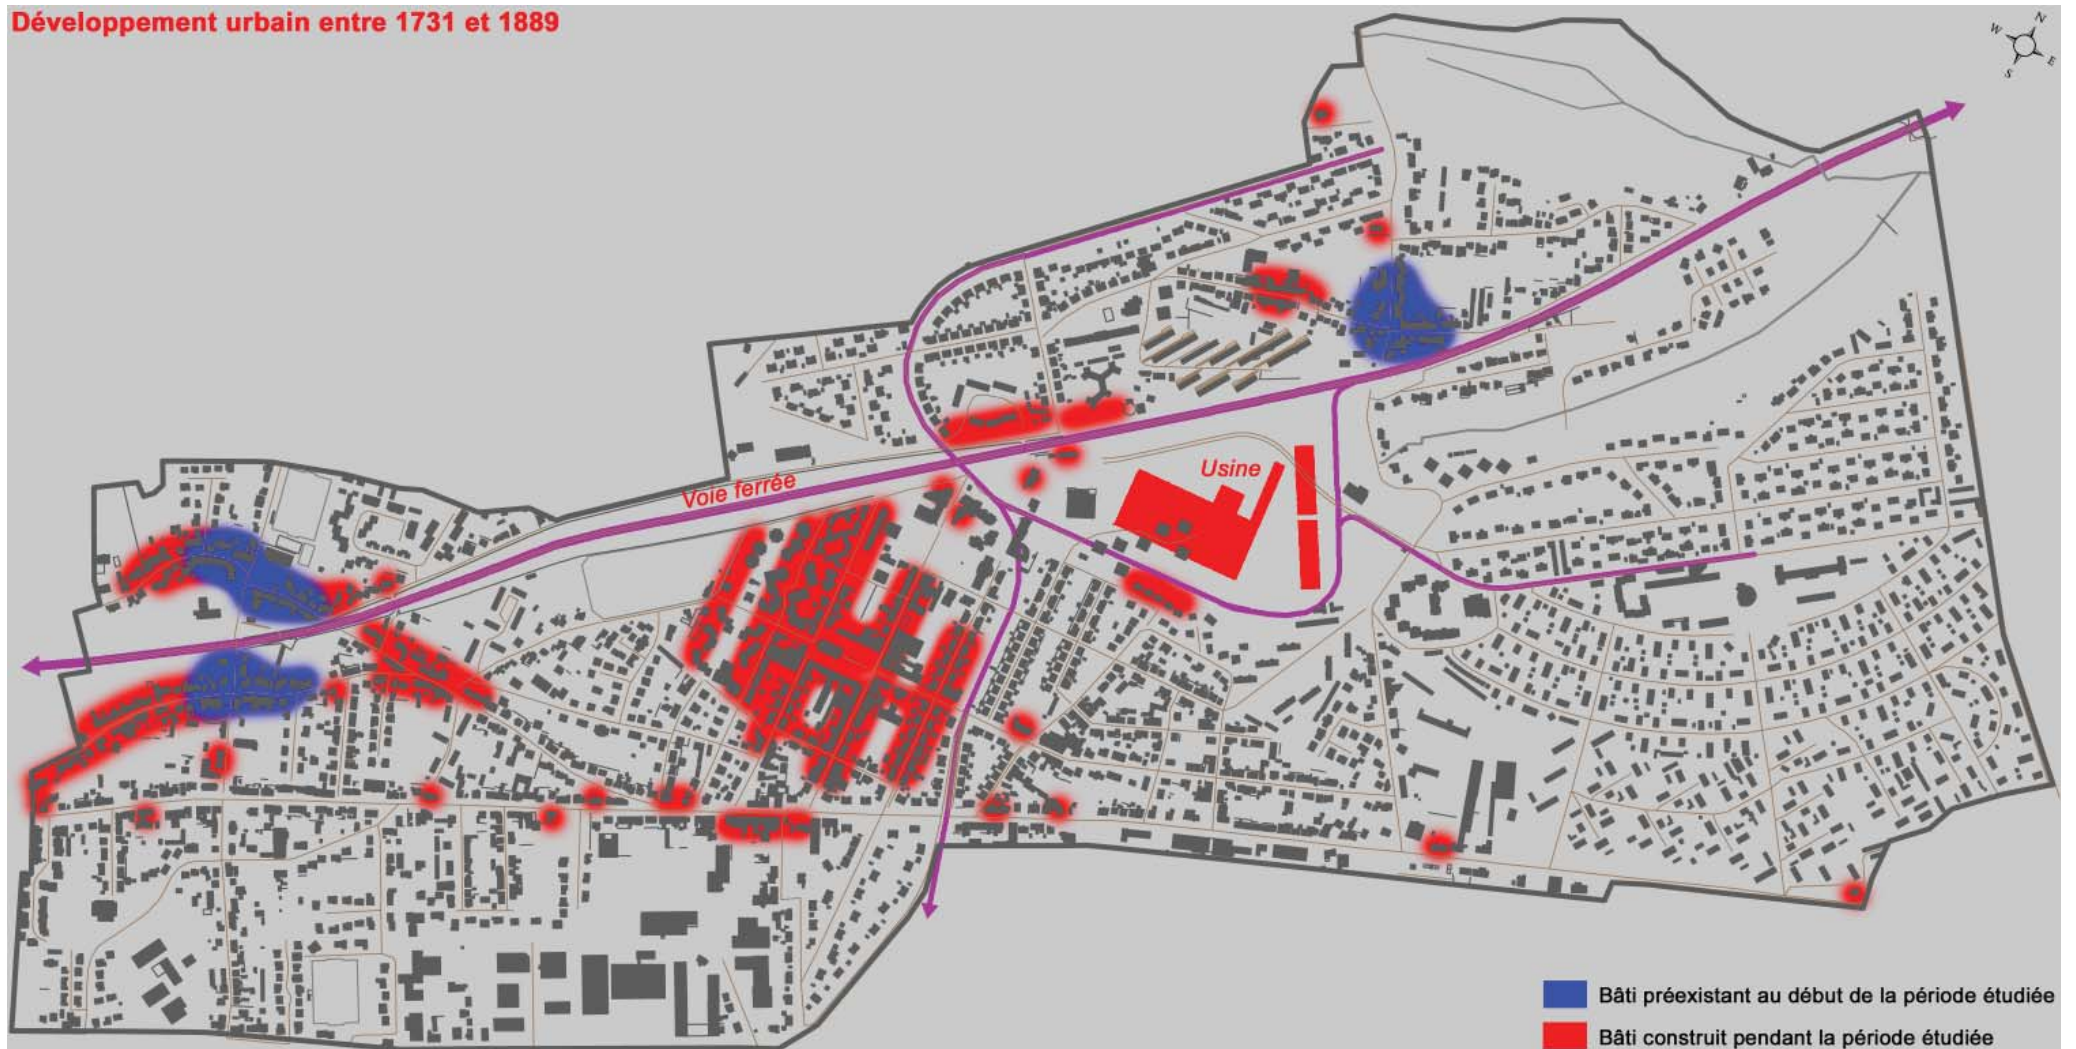 Développement urbain entre 1731 et 1889
N
W
E
S
Usine
Voie ferrée
Bâti préexistant au début de la période étudiée
Bâti construit pendant la période étudiée